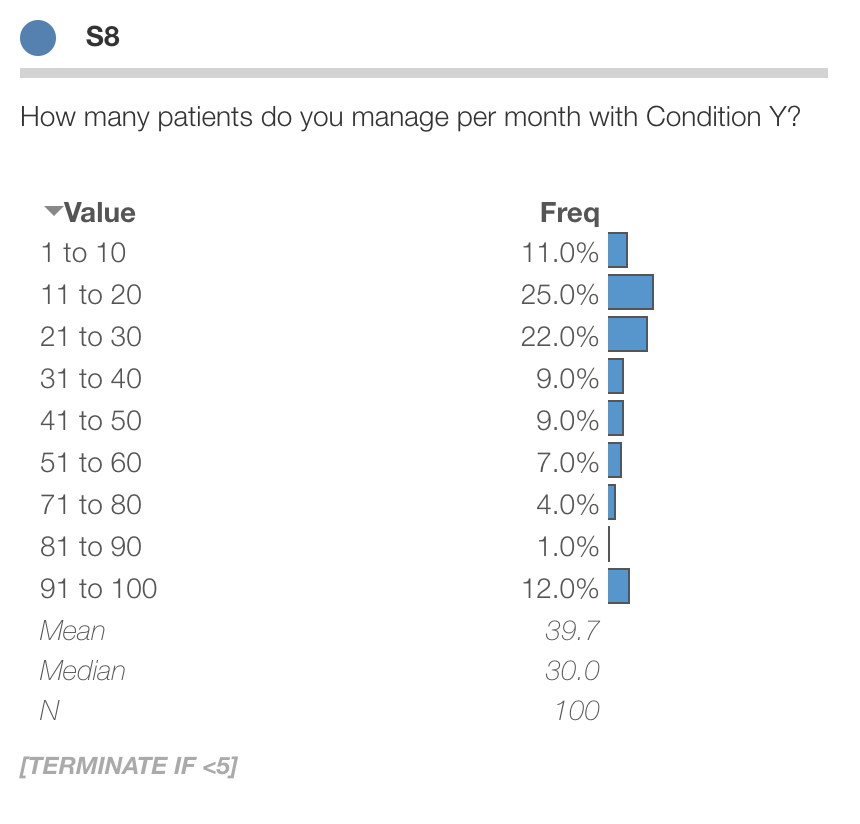 S8
How many patients do you manage per month with Condition Y?
Value Freq
1 to 10 11.0%
11 to 20 25.0%
21 to 30 22.0%
31 to 40 9.0%
41 to 50 9.0%
51 to 60 7.0%
71 to 80 4.0%
81 to 90 1.0%
91 to 100 12.0%
Mean 39.7
Median 30.0
N 100
[TERMINATE IF <5]